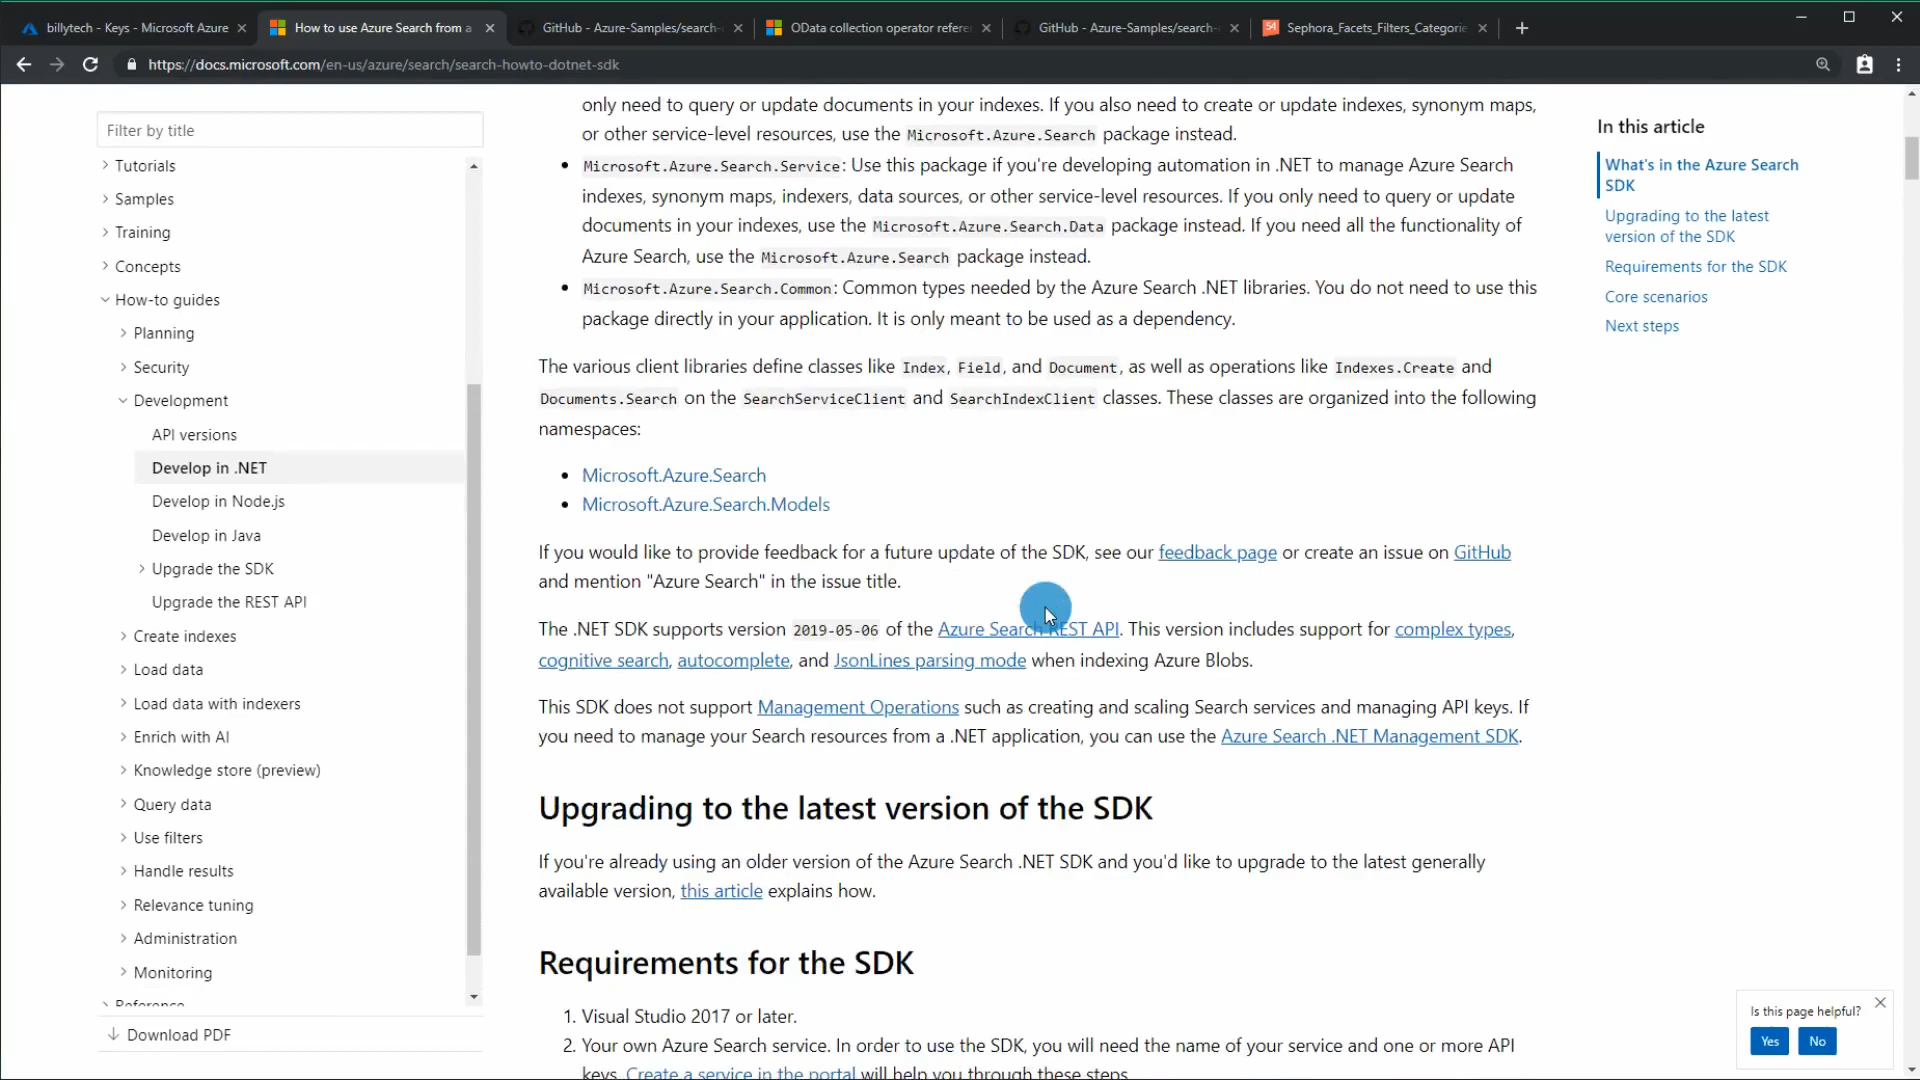 billytech - Keys - Microsoft Azure
How to use Azure Search from a
GitHub - Azure-Samples/search-
OData collection operator refere
GitHub - Azure-Samples/search-
54 Sephora_Facets_Filters_Categorie
https://docs.microsoft.com/en-us/azure/search/search-howto-dotnet-sdk
Filter by title
Tutorials
Samples
Training
Concepts
How-to guides
Planning
Security
Development
API versions
Develop in .NET
Develop in Node.js
Develop in Java
Upgrade the SDK
Upgrade the REST API
Create indexes
Load data
Load data with indexers
Enrich with AI
Knowledge store (preview)
Query data
Use filters
Handle results
Relevance tuning
Administration
Monitoring
Reference
Download PDF
only need to query or update documents in your indexes. If you also need to create or update indexes, synonym maps,
or other service-level resources, use the Microsoft.Azure.Search package instead.
• Microsoft.Azure.Search.Service: Use this package if you're developing automation in .NET to manage Azure Search
indexes, synonym maps, indexers, data sources, or other service-level resources. If you only need to query or update
documents in your indexes, use the Microsoft.Azure.Search.Data package instead. If you need all the functionality of
Azure Search, use the Microsoft.Azure.Search package instead.
• Microsoft.Azure.Search.Common: Common types needed by the Azure Search .NET libraries. You do not need to use this
package directly in your application. It is only meant to be used as a dependency.
The various client libraries define classes like Index, Field, and Document, as well as operations like Indexes.Create and
Documents.Search on the SearchServiceClient and SearchIndexClient classes. These classes are organized into the following
namespaces:
• Microsoft.Azure.Search
• Microsoft.Azure.Search.Models
If you would like to provide feedback for a future update of the SDK, see our feedback page or create an issue on GitHub
and mention "Azure Search" in the issue title.
The .NET SDK supports version 2019-05-06 of the Azure Search REST API. This version includes support for complex types,
cognitive search, autocomplete, and JsonLines parsing mode when indexing Azure Blobs.
This SDK does not support Management Operations such as creating and scaling Search services and managing API keys. If
you need to manage your Search resources from a .NET application, you can use the Azure Search .NET Management SDK.
Upgrading to the latest version of the SDK
If you're already using an older version of the Azure Search .NET SDK and you'd like to upgrade to the latest generally
available version, this article explains how.
Requirements for the SDK
1. Visual Studio 2017 or later.
2. Your own Azure Search service. In order to use the SDK, you will need the name of your service and one or more API
keys. Create a service in the portal will help you through these steps.
In this article
What's in the Azure Search
SDK
Upgrading to the latest
version of the SDK
Requirements for the SDK
Core scenarios
Next steps
Is this page helpful?
Yes No